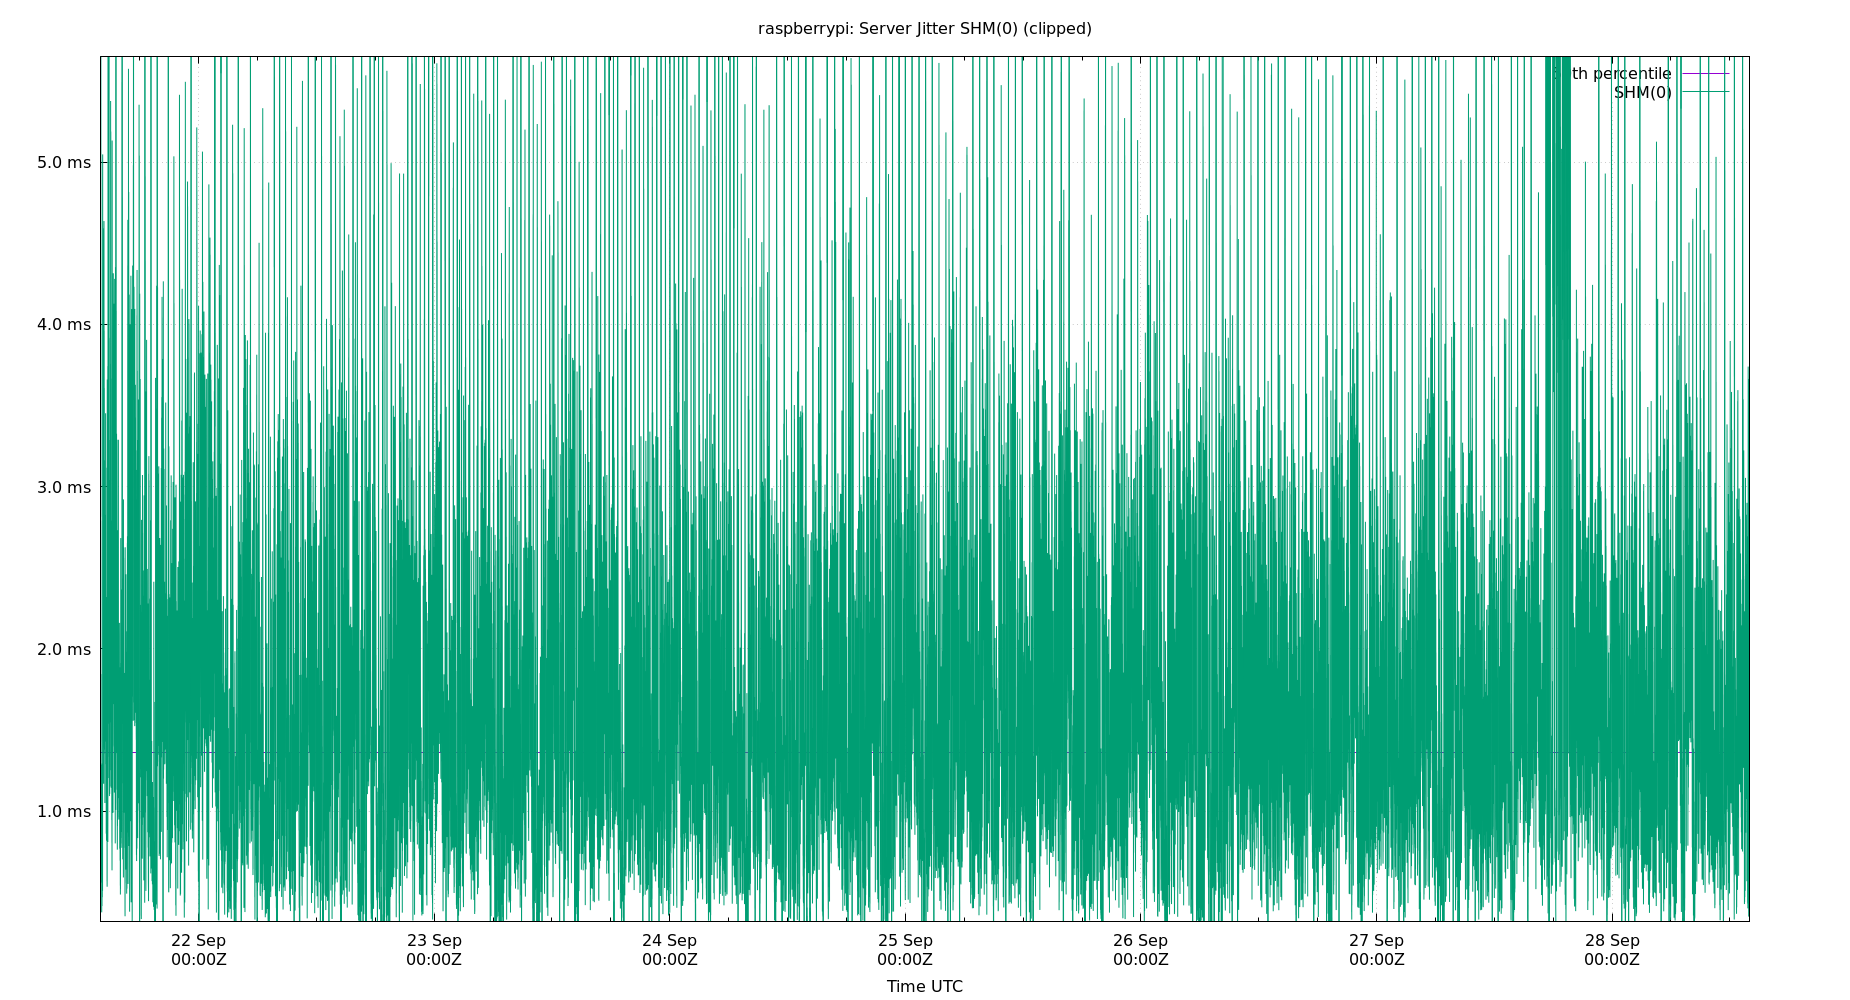 raspberrypi: Server Jitter SHM(0) (clipped)
th percentile
SHM(0)
5.0 ms
4.0 ms
3.0 ms
2.0 ms
1.0 ms
22 Sep 23 Sep 24 Sep 25 Sep 26 Sep 27 Sep 28 Sep
00:00Z 00:00Z 00:00Z 00:00Z 00:00Z 00:00Z 00:00Z
Time UTC